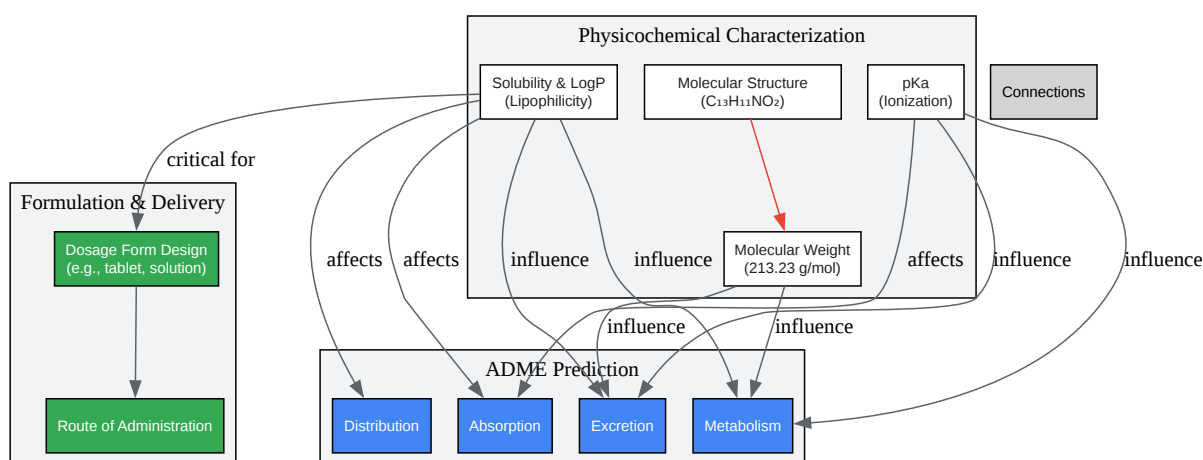 Physicochemical Characterization
Solubility & LogP
(Lipophilicity)
Molecular Structure
(C₁₃H₁₁NO₂)
pKa
(Ionization)
Connections
critical for
Formulation & Delivery
Dosage Form Design
(e.g., tablet, solution)
Molecular Weight
(213.23 g/mol)
affects
affects
influence
influence
affects
influence
influence
influence
influence
ADME Prediction
Route of Administration
Distribution
Absorption
Excretion
Metabolism